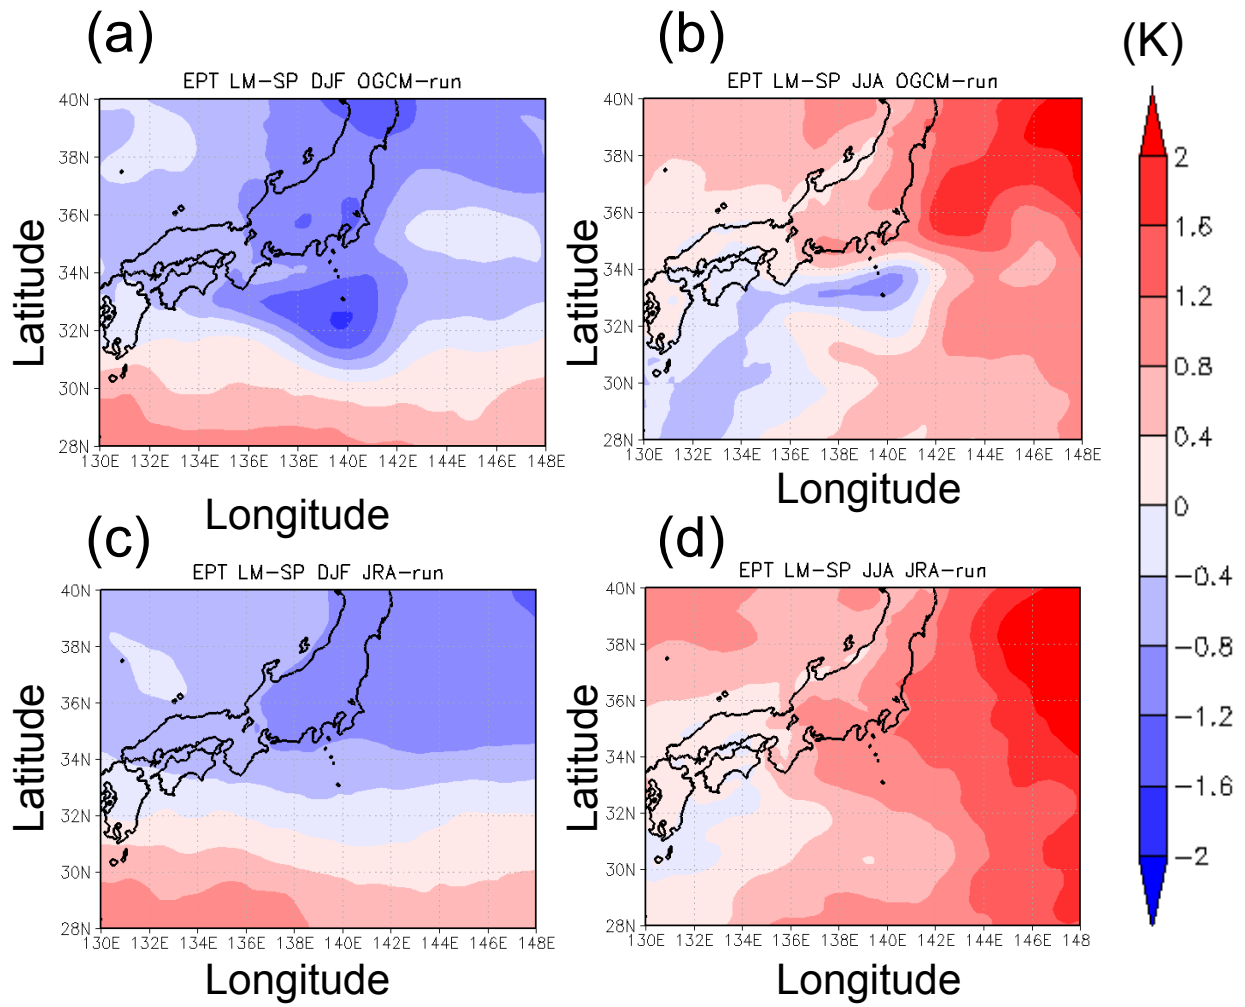 (a)
(b)
(K)
EPT LM-SP DJF OGCM-run
EPT LM-SP JJA OGCM-run
40N
38N
36N
34N
32N
30N
28N
130E 132E 134E 136E 138E 140E 142E 144E 146E 148E
Latitude
Longitude
40N
38N
36N
34N
32N
30N
28N
130E 132E 134E 136E 138E 140E 142E 144E 146E 148E
Latitude
Longitude
2
1.6
1.2
0.8
0.4
0
-0.4
-0.8
-1.2
-1.6
-2
(c)
(d)
EPT LM-SP DJF JRA-run
EPT LM-SP JJA JRA-run
40N
38N
36N
34N
32N
30N
28N
130E 132E 134E 136E 138E 140E 142E 144E 146E 148E
Latitude
Longitude
40N
38N
36N
34N
32N
30N
28N
130E 132E 134E 136E 138E 140E 142E 144E 146E 148
Latitude
Longitude